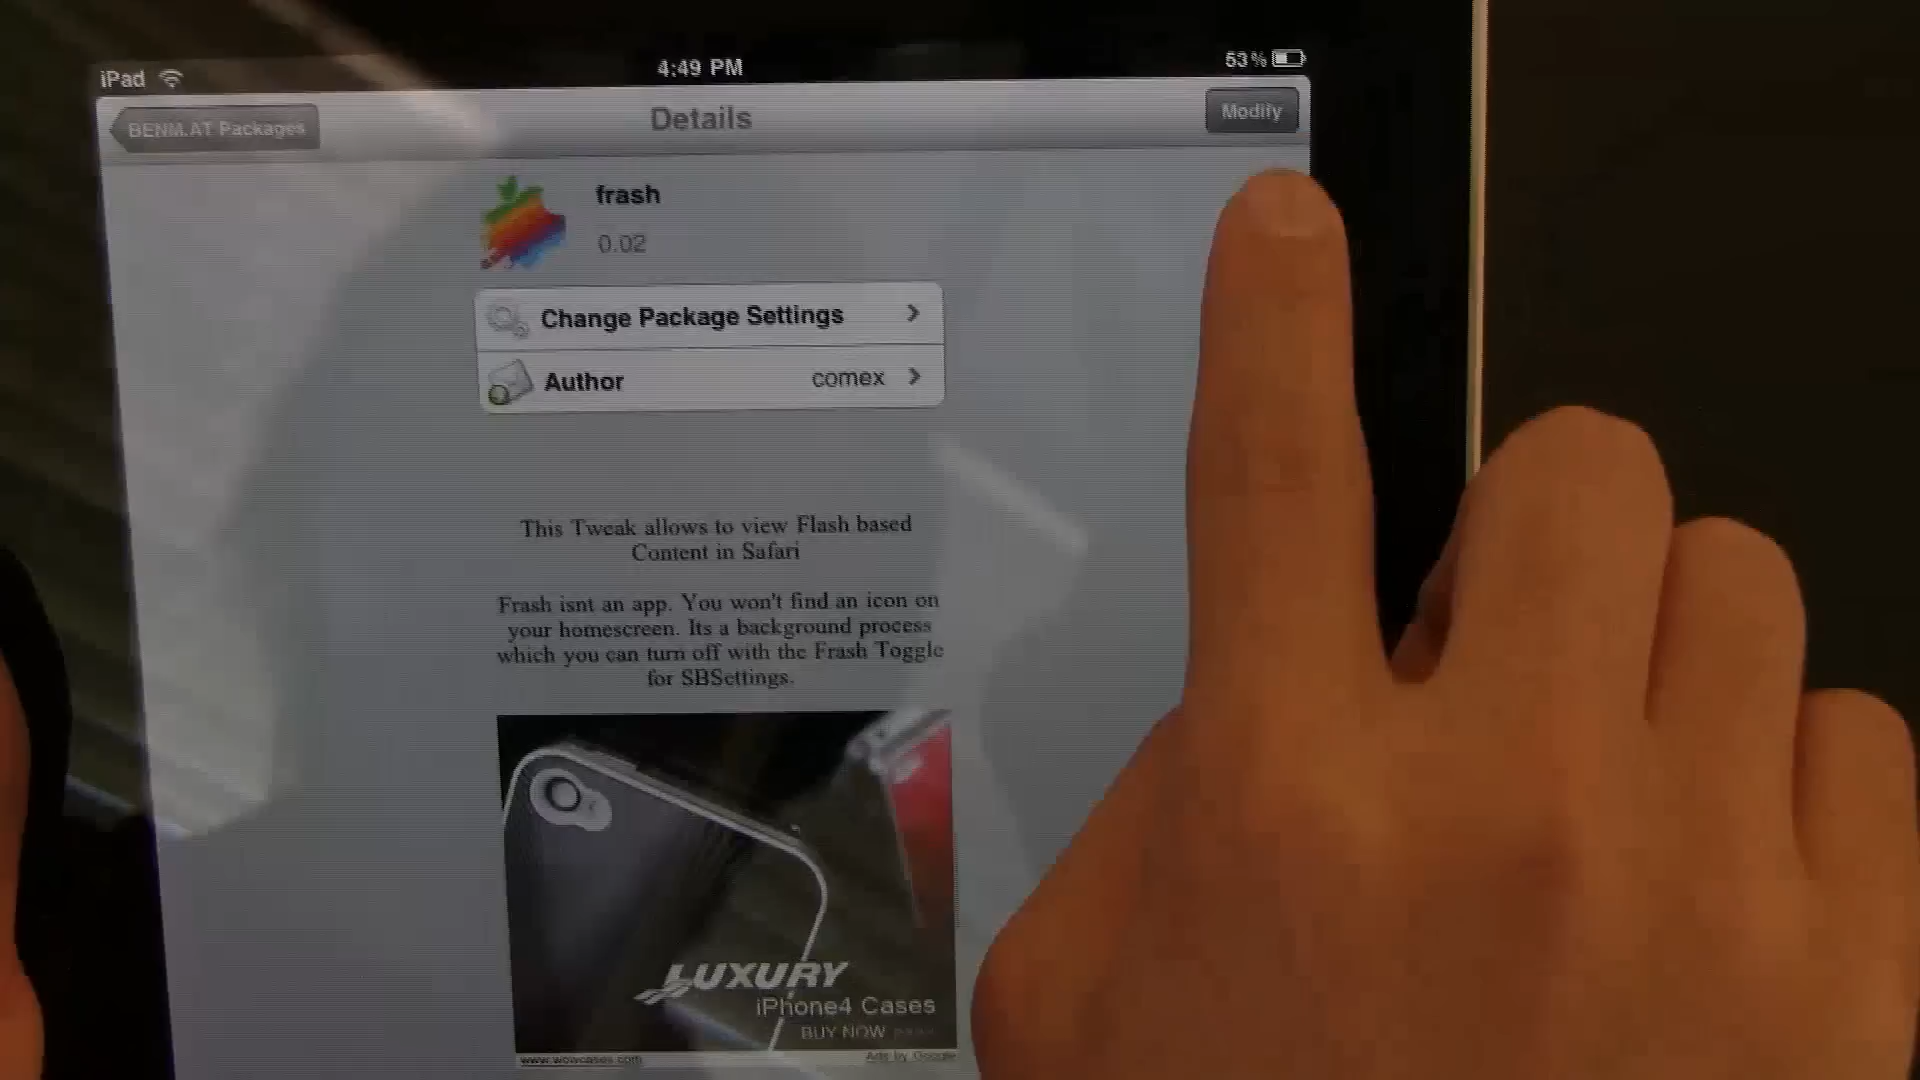 iPad
4:49 PM
53%
BENM.AT Packages
Details
Modify
frash
0.02
Change Package Settings
Author
comex
This Tweak allows to view Flash based
Content in Safari
Frash isnt an app. You won't find an icon on
your homescreen. Its a background process
which you can turn off with the Frash Toggle
for SBSettings.
LUXURY
iPhone4 Cases
BUY NOW
www.wowcases.com
Ads by Google